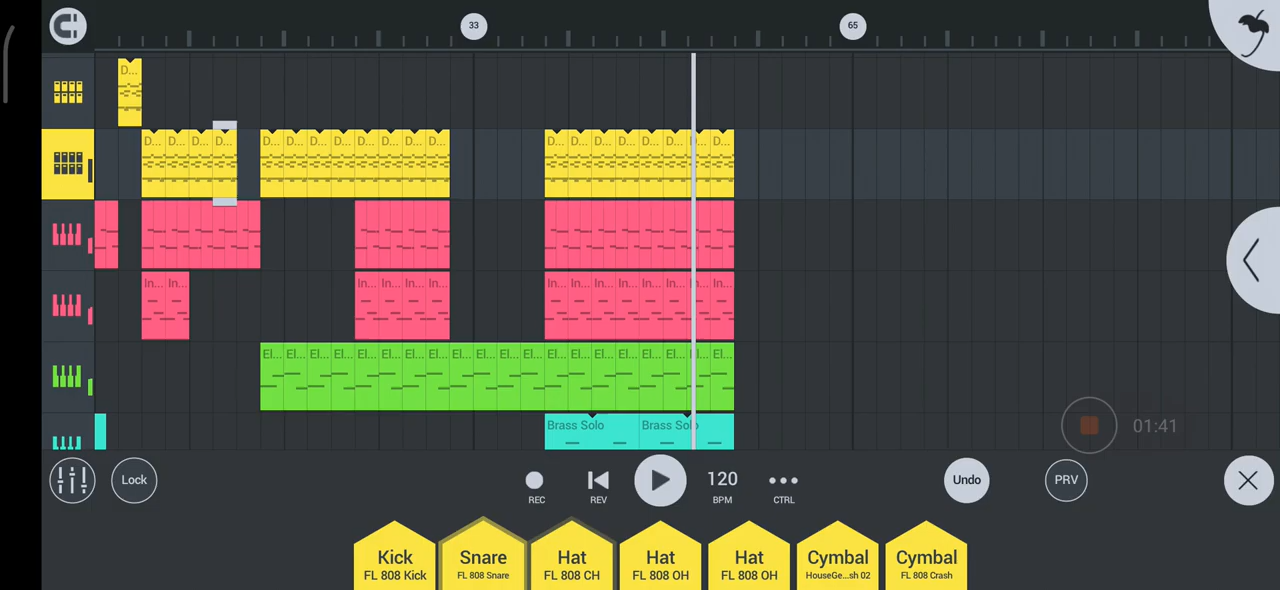 33
65
D...
D... D... D... D... D... D... D... D... D... D... D... D... D... D... D... D... D... D... D...
In... In... In... In... In... In... In... In... In... In... In... In... In...
El... El... El... El... El... El... El... El... El... El... El... El... El... El... El... El... El... El... El...
Brass Solo Brass Solo
01:41
Lock
REC
REV
120
BPM
CTRL
Undo
PRV
Kick
FL 808 Kick
Snare
FL 808 Snare
Hat
FL 808 CH
Hat
FL 808 OH
Hat
FL 808 OH
Cymbal
HouseGe...sh 02
Cymbal
FL 808 Crash